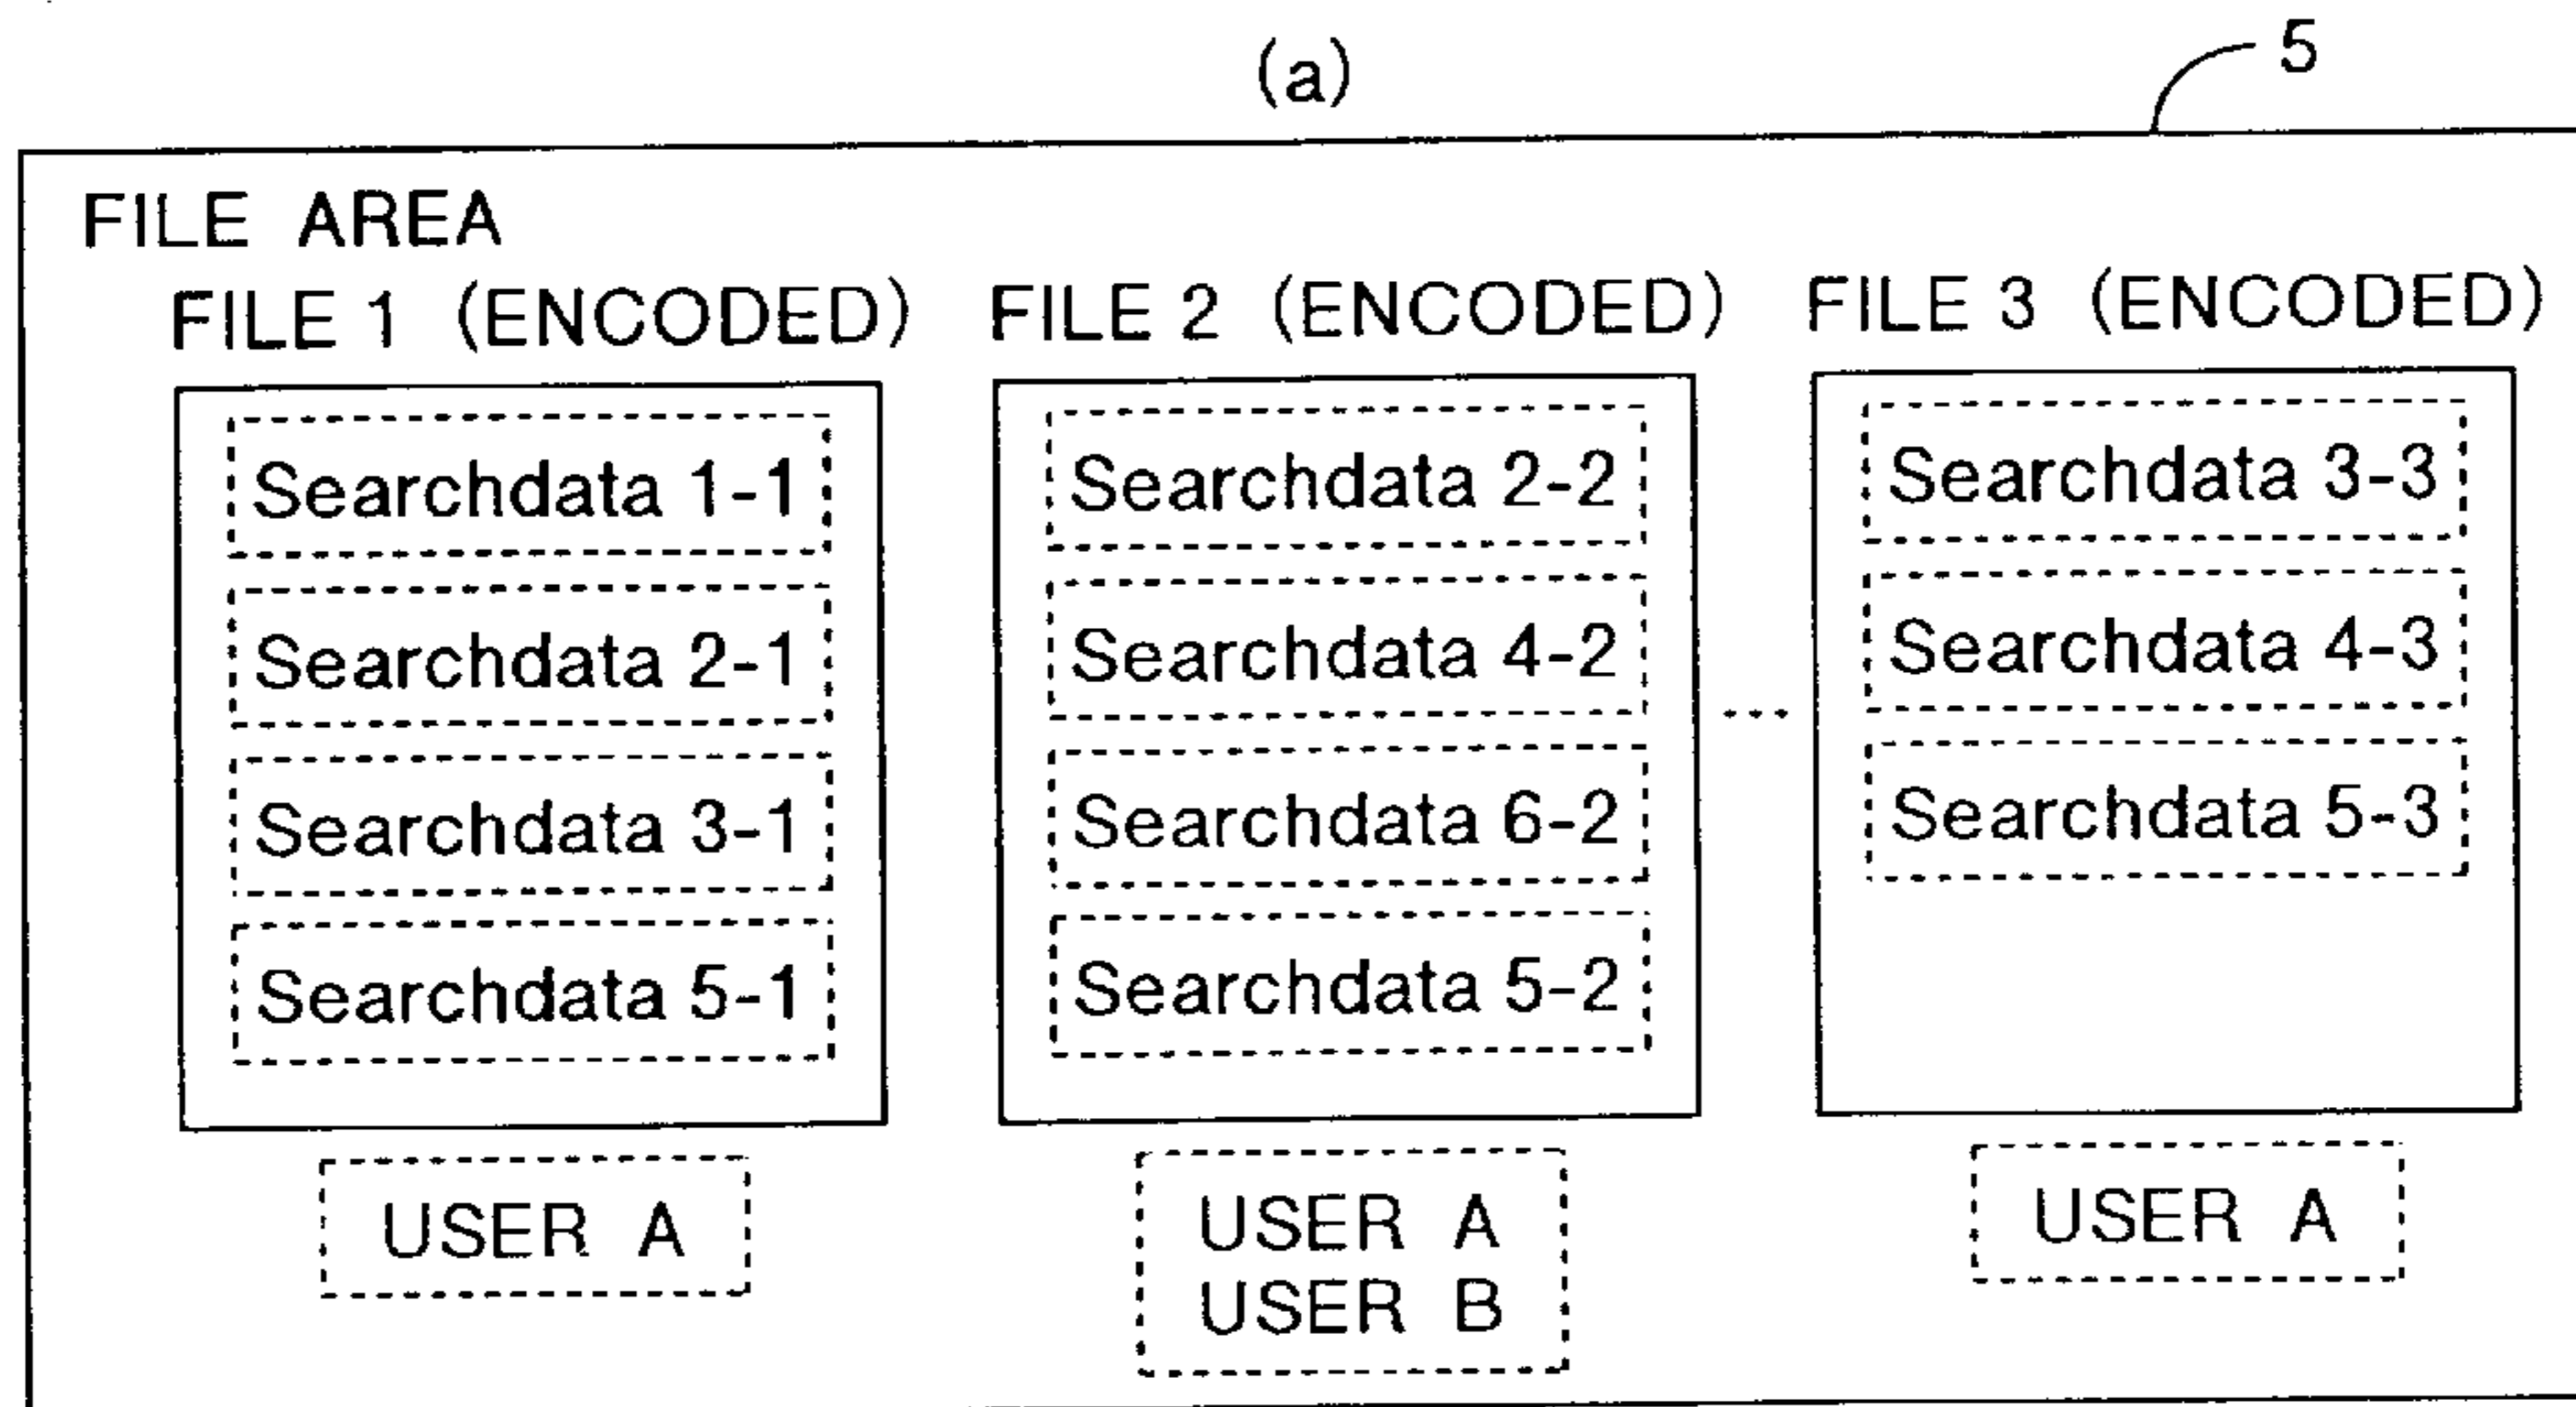 (a)
5
FILE AREA
FILE 1 (ENCODED)
Searchdata 1-1
Searchdata 2-1
Searchdata 3-1
Searchdata 5-1
USER A
FILE 2 (ENCODED)
Searchdata 2-2
Searchdata 4-2
Searchdata 6-2
Searchdata 5-2
USER A
USER B
...
FILE 3 (ENCODED)
Searchdata 3-3
Searchdata 4-3
Searchdata 5-3
USER A